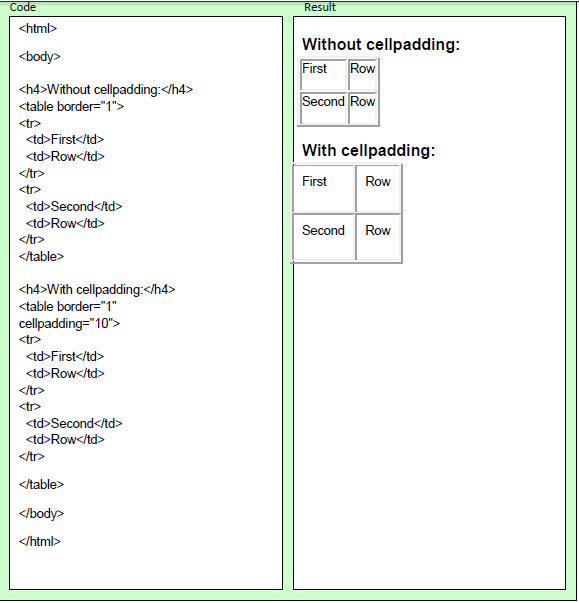 Code
<html>
<body>
<h4>Without cellpadding:</h4>
<table border="1">
<tr>
<td>First</td>
<td>Row</td>
</tr>
<tr>
<td>Second</td>
<td>Row</td>
</tr>
</table>
<h4>With cellpadding:</h4>
<table border="1"
cellpadding="10">
<tr>
<td>First</td>
<td>Row</td>
</tr>
<tr>
<td>Second</td>
<td>Row</td>
</tr>
</table>
</body>
</html>
Result
Without cellpadding:
First Row
Second Row
With cellpadding:
First Row
Second Row